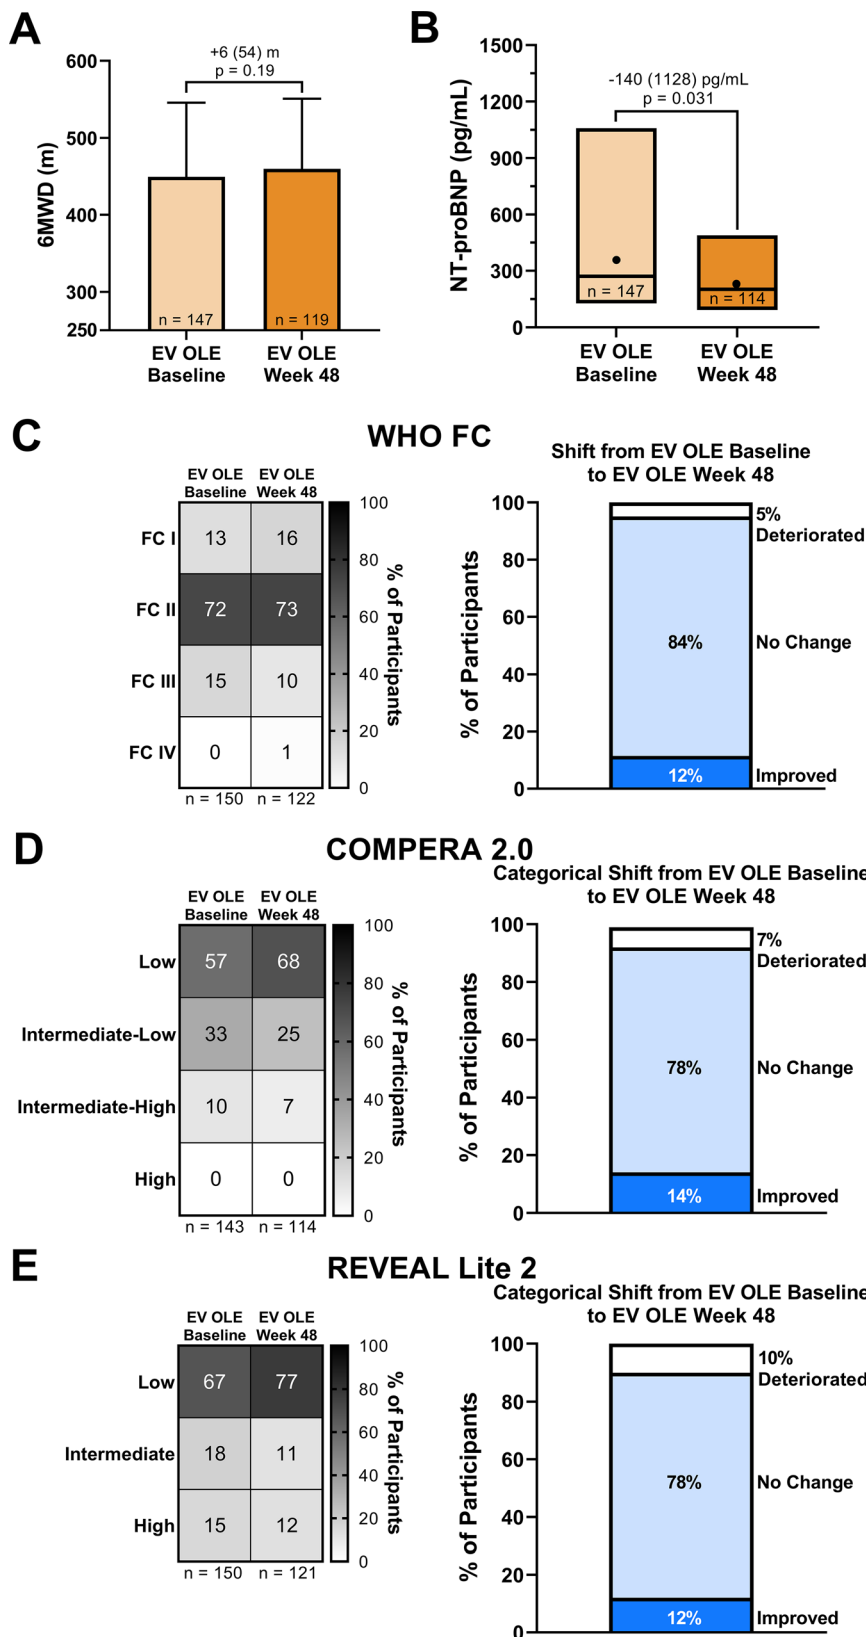 A
+6 (54) m
p = 0.19
6MWD (m)
600
500
400
300
250
n = 147
n = 119
EV OLE
Baseline
EV OLE
Week 48
B
-140 (1128) pg/mL
p = 0.031
NT-proBNP (pg/mL)
1500
1200
900
600
300
0
n = 147
n = 114
EV OLE
Baseline
EV OLE
Week 48
C
WHO FC
EV OLE
Baseline
EV OLE
Week 48
FC I
13
16
FC II
72
73
FC III
15
10
FC IV
0
1
n = 150
n = 122
100
80
60
40
20
0
% of Participants
Shift from EV OLE Baseline
to EV OLE Week 48
% of Participants
100
80
60
40
20
0
5%
Deteriorated
84%
No Change
12%
Improved
D
COMPERA 2.0
EV OLE
Baseline
EV OLE
Week 48
Low
57
68
Intermediate-Low
33
25
Intermediate-High
10
7
High
0
0
n = 143
n = 114
100
80
60
40
20
0
% of Participants
Categorical Shift from EV OLE Baseline
to EV OLE Week 48
% of Participants
100
80
60
40
20
0
7%
Deteriorated
78%
No Change
14%
Improved
E
REVEAL Lite 2
EV OLE
Baseline
EV OLE
Week 48
Low
67
77
Intermediate
18
11
High
15
12
n = 150
n = 121
100
80
60
40
20
0
% of Participants
Categorical Shift from EV OLE Baseline
to EV OLE Week 48
% of Participants
100
80
60
40
20
0
10%
Deteriorated
78%
No Change
12%
Improved